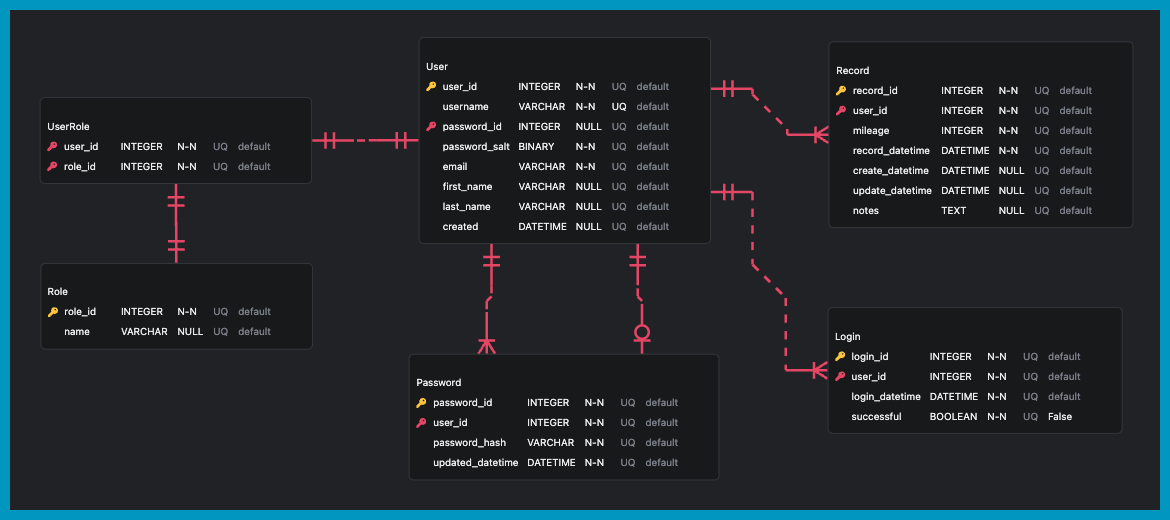 User
user_id INTEGER N-N UQ default
username VARCHAR N-N UQ default
password_id INTEGER NULL UQ default
password_salt BINARY N-N UQ default
email VARCHAR N-N UQ default
first_name VARCHAR NULL UQ default
last_name VARCHAR NULL UQ default
created DATETIME NULL UQ default
Record
record_id INTEGER N-N UQ default
user_id INTEGER N-N UQ default
mileage INTEGER N-N UQ default
record_datetime DATETIME N-N UQ default
create_datetime DATETIME NULL UQ default
update_datetime DATETIME NULL UQ default
notes TEXT NULL UQ default
UserRole
user_id INTEGER N-N UQ default
role_id INTEGER N-N UQ default
Role
role_id INTEGER N-N UQ default
name VARCHAR NULL UQ default
Password
password_id INTEGER N-N UQ default
user_id INTEGER N-N UQ default
password_hash VARCHAR N-N UQ default
updated_datetime DATETIME N-N UQ default
Login
login_id INTEGER N-N UQ default
user_id INTEGER N-N UQ default
login_datetime DATETIME N-N UQ default
successful BOOLEAN N-N UQ False